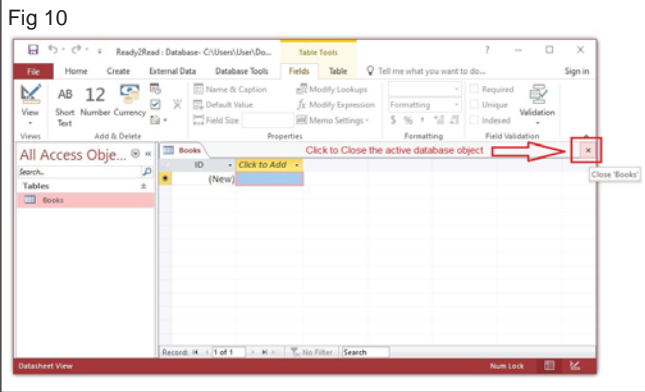 Fig 10
Ready2Read : Database- C:\Users\User\Do... Table Tools ?
File Home Create External Data Database Tools Fields Table Tell me what you want to do... Sign in
View
Views
AB Short Text
12 Number
Currency
Add & Delete
Name & Caption
Default Value
Field Size
Modify Lookups
Modify Expression
Memo Settings
Properties
Formatting
$ % ,
Formatting
Required
Unique
Indexed
Validation
Field Validation
All Access Obje...
Search...
Tables
Books
Books
Click to Close the active database object
Close 'Books'
ID Click to Add
(New)
Record: 1 of 1 No Filter Search
Datasheet View Num Lock